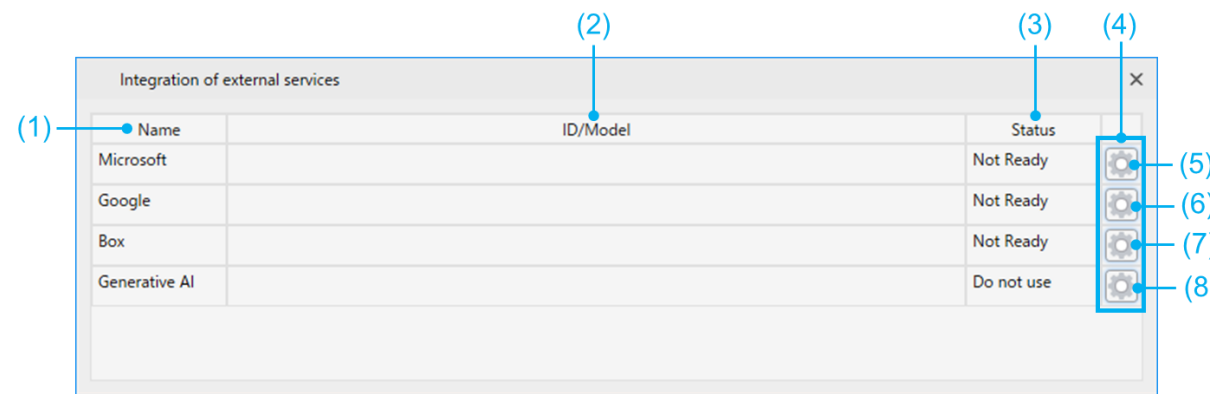 (2) (3) (4)
Integration of external services
(1) Name ID/Model Status
Microsoft Not Ready (5)
Google Not Ready (6)
Box Not Ready (7)
Generative AI Do not use (8